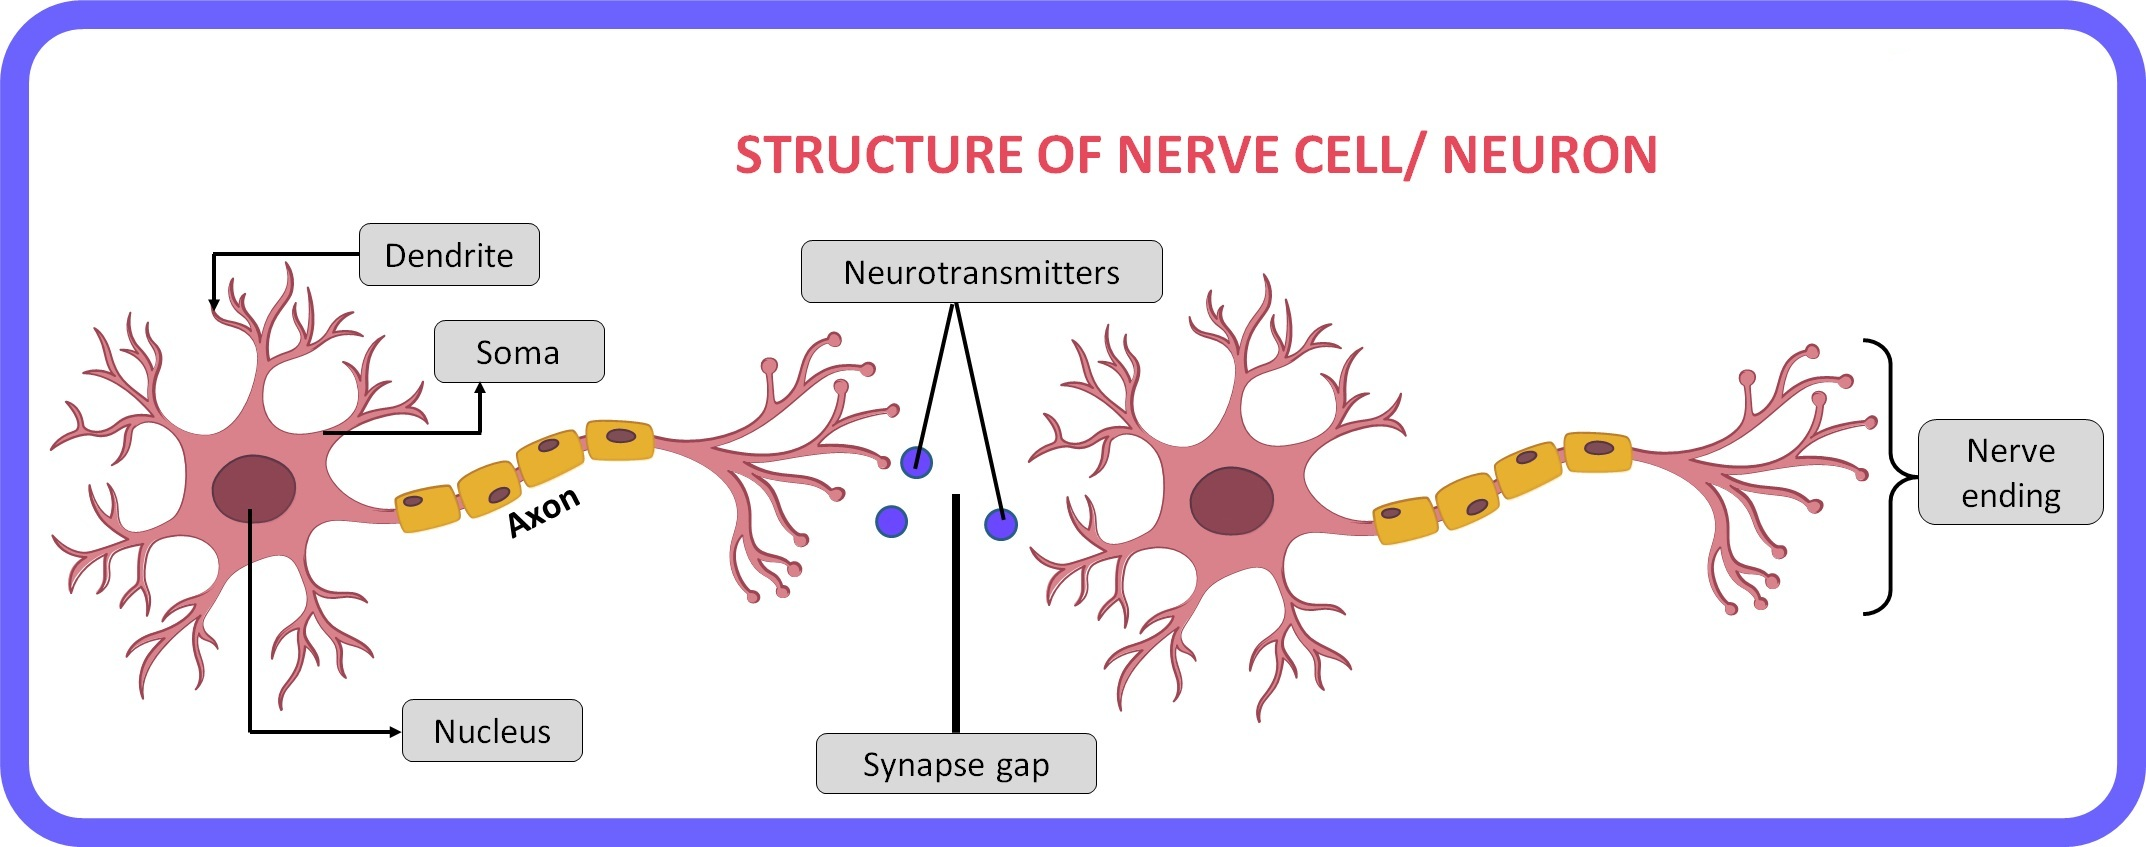 STRUCTURE OF NERVE CELL/ NEURON
Dendrite
Soma
Neurotransmitters
Axon
Nerve
ending
Nucleus
Synapse gap